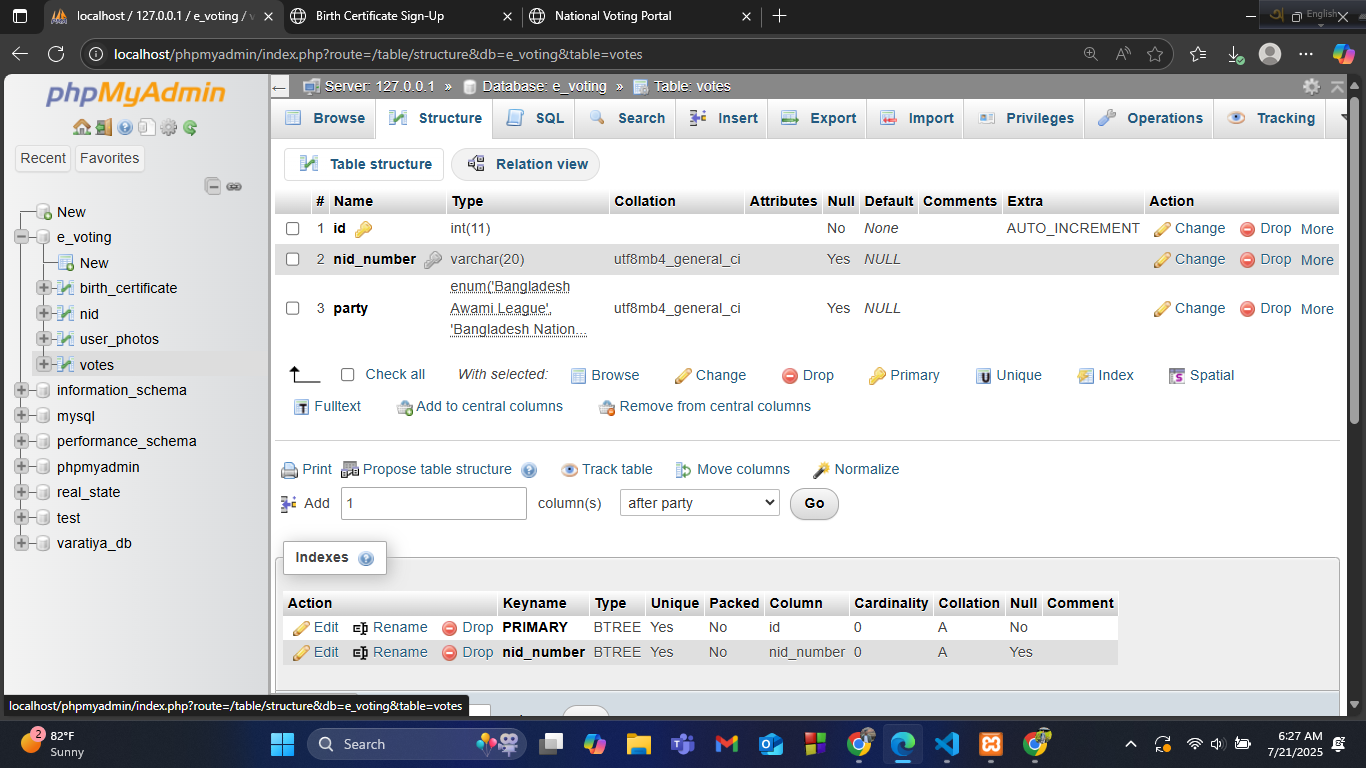 localhost / 127.0.0.1 / e_voting / v
Birth Certificate Sign-Up
National Voting Portal
English
localhost/phpmyadmin/index.php?route=/table/structure&db=e_voting&table=votes
phpMyAdmin
Recent Favorites
New
e_voting
New
birth_certificate
nid
user_photos
votes
information_schema
mysql
performance_schema
phpmyadmin
real_state
test
varatiya_db
Server: 127.0.0.1 » Database: e_voting » Table: votes
Browse Structure SQL Search Insert Export Import Privileges Operations Tracking
Table structure Relation view
# Name Type Collation Attributes Null Default Comments Extra Action
1 id int(11) No None AUTO_INCREMENT Change Drop More
2 nid_number varchar(20) utf8mb4_general_ci Yes NULL Change Drop More
3 party enum('Bangladesh Awami League', 'Bangladesh Nation... utf8mb4_general_ci Yes NULL Change Drop More
Check all With selected: Browse Change Drop Primary Unique Index Spatial
Fulltext Add to central columns Remove from central columns
Print Propose table structure Track table Move columns Normalize
Add 1 column(s) after party Go
Indexes
Action Keyname Type Unique Packed Column Cardinality Collation Null Comment
Edit Rename Drop PRIMARY BTREE Yes No id 0 A No
Edit Rename Drop nid_number BTREE Yes No nid_number 0 A Yes
localhost/phpmyadmin/index.php?route=/table/structure&db=e_voting&table=votes
2
82°F
Sunny
Search
6:27 AM
7/21/2025